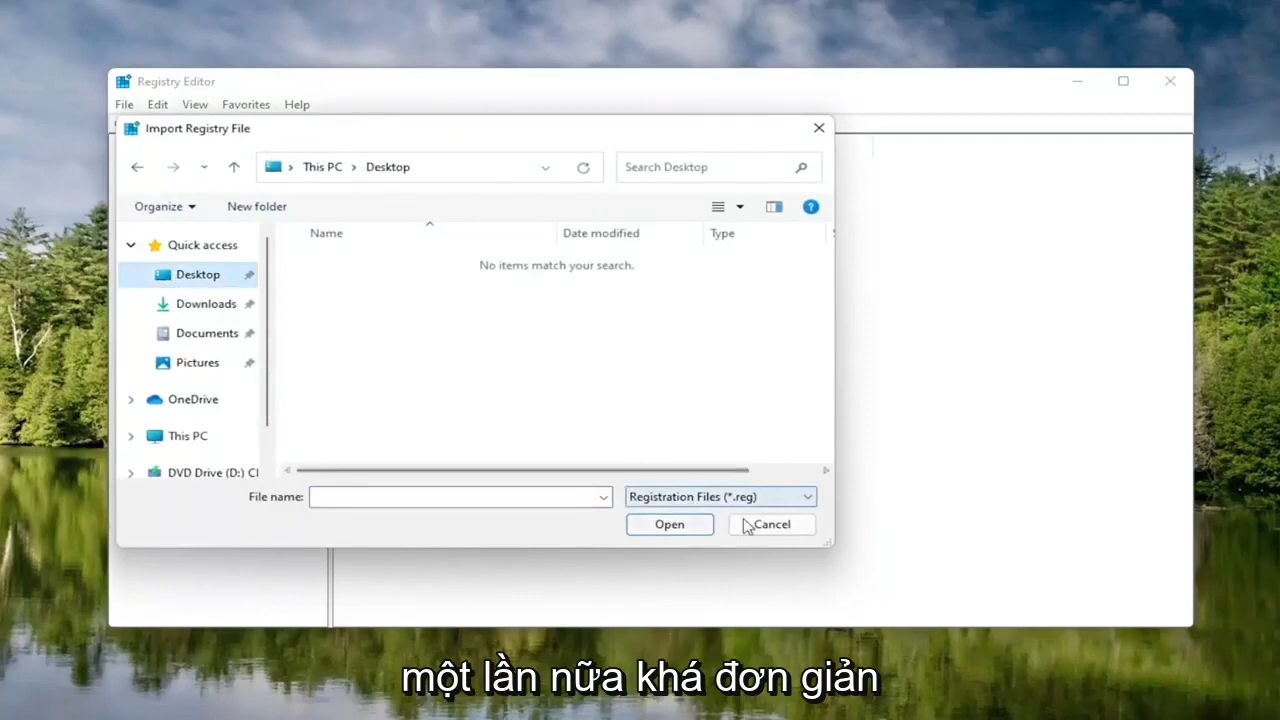 Registry Editor
File Edit View Favorites Help
Import Registry File
This PC Desktop
Search Desktop
Organize New folder
Name Date modified Type
No items match your search.
Quick access
Desktop
Downloads
Documents
Pictures
OneDrive
This PC
DVD Drive (D:) C
File name:
Registration Files (*.reg)
Open Cancel
một lần nữa khá đơn giản